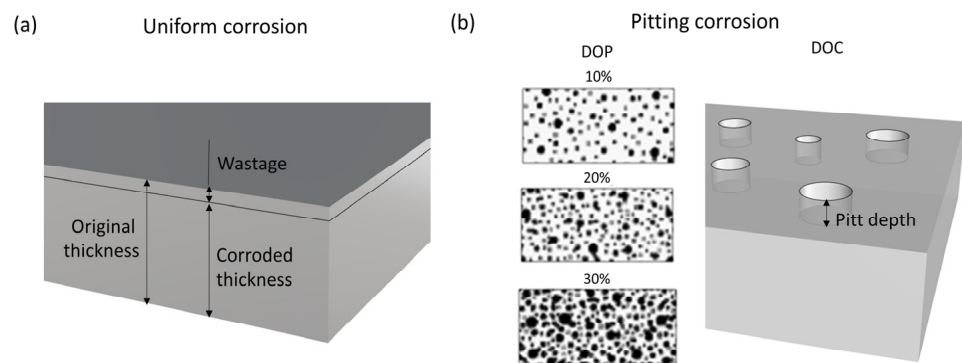 (a)
Uniform corrosion
Wastage
Original
thickness
Corroded
thickness
(b)
Pitting corrosion
DOP
DOC
10%
20%
30%
Pitt depth